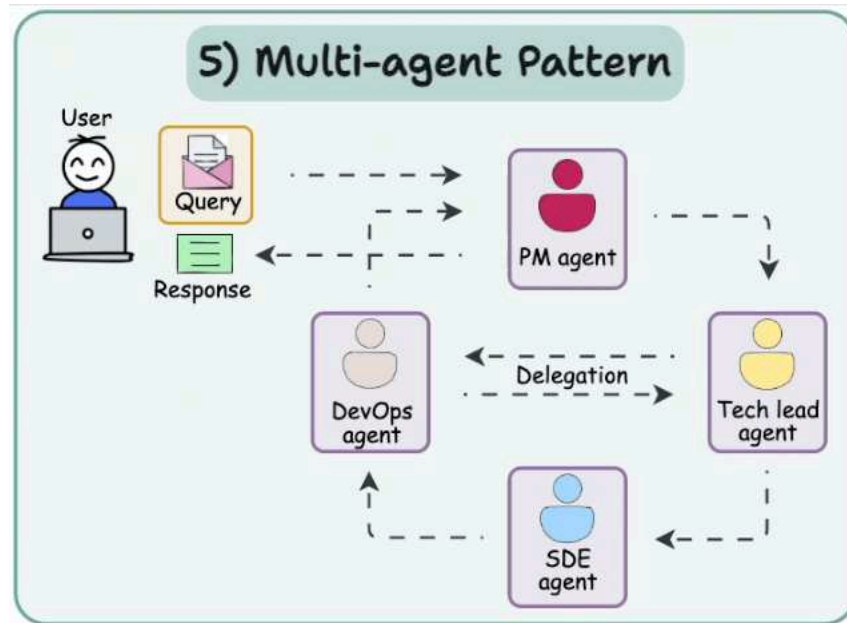 5) Multi-agent Pattern
User
Query
Response
PM agent
DevOps
agent
Delegation
Tech lead
agent
SDE
agent